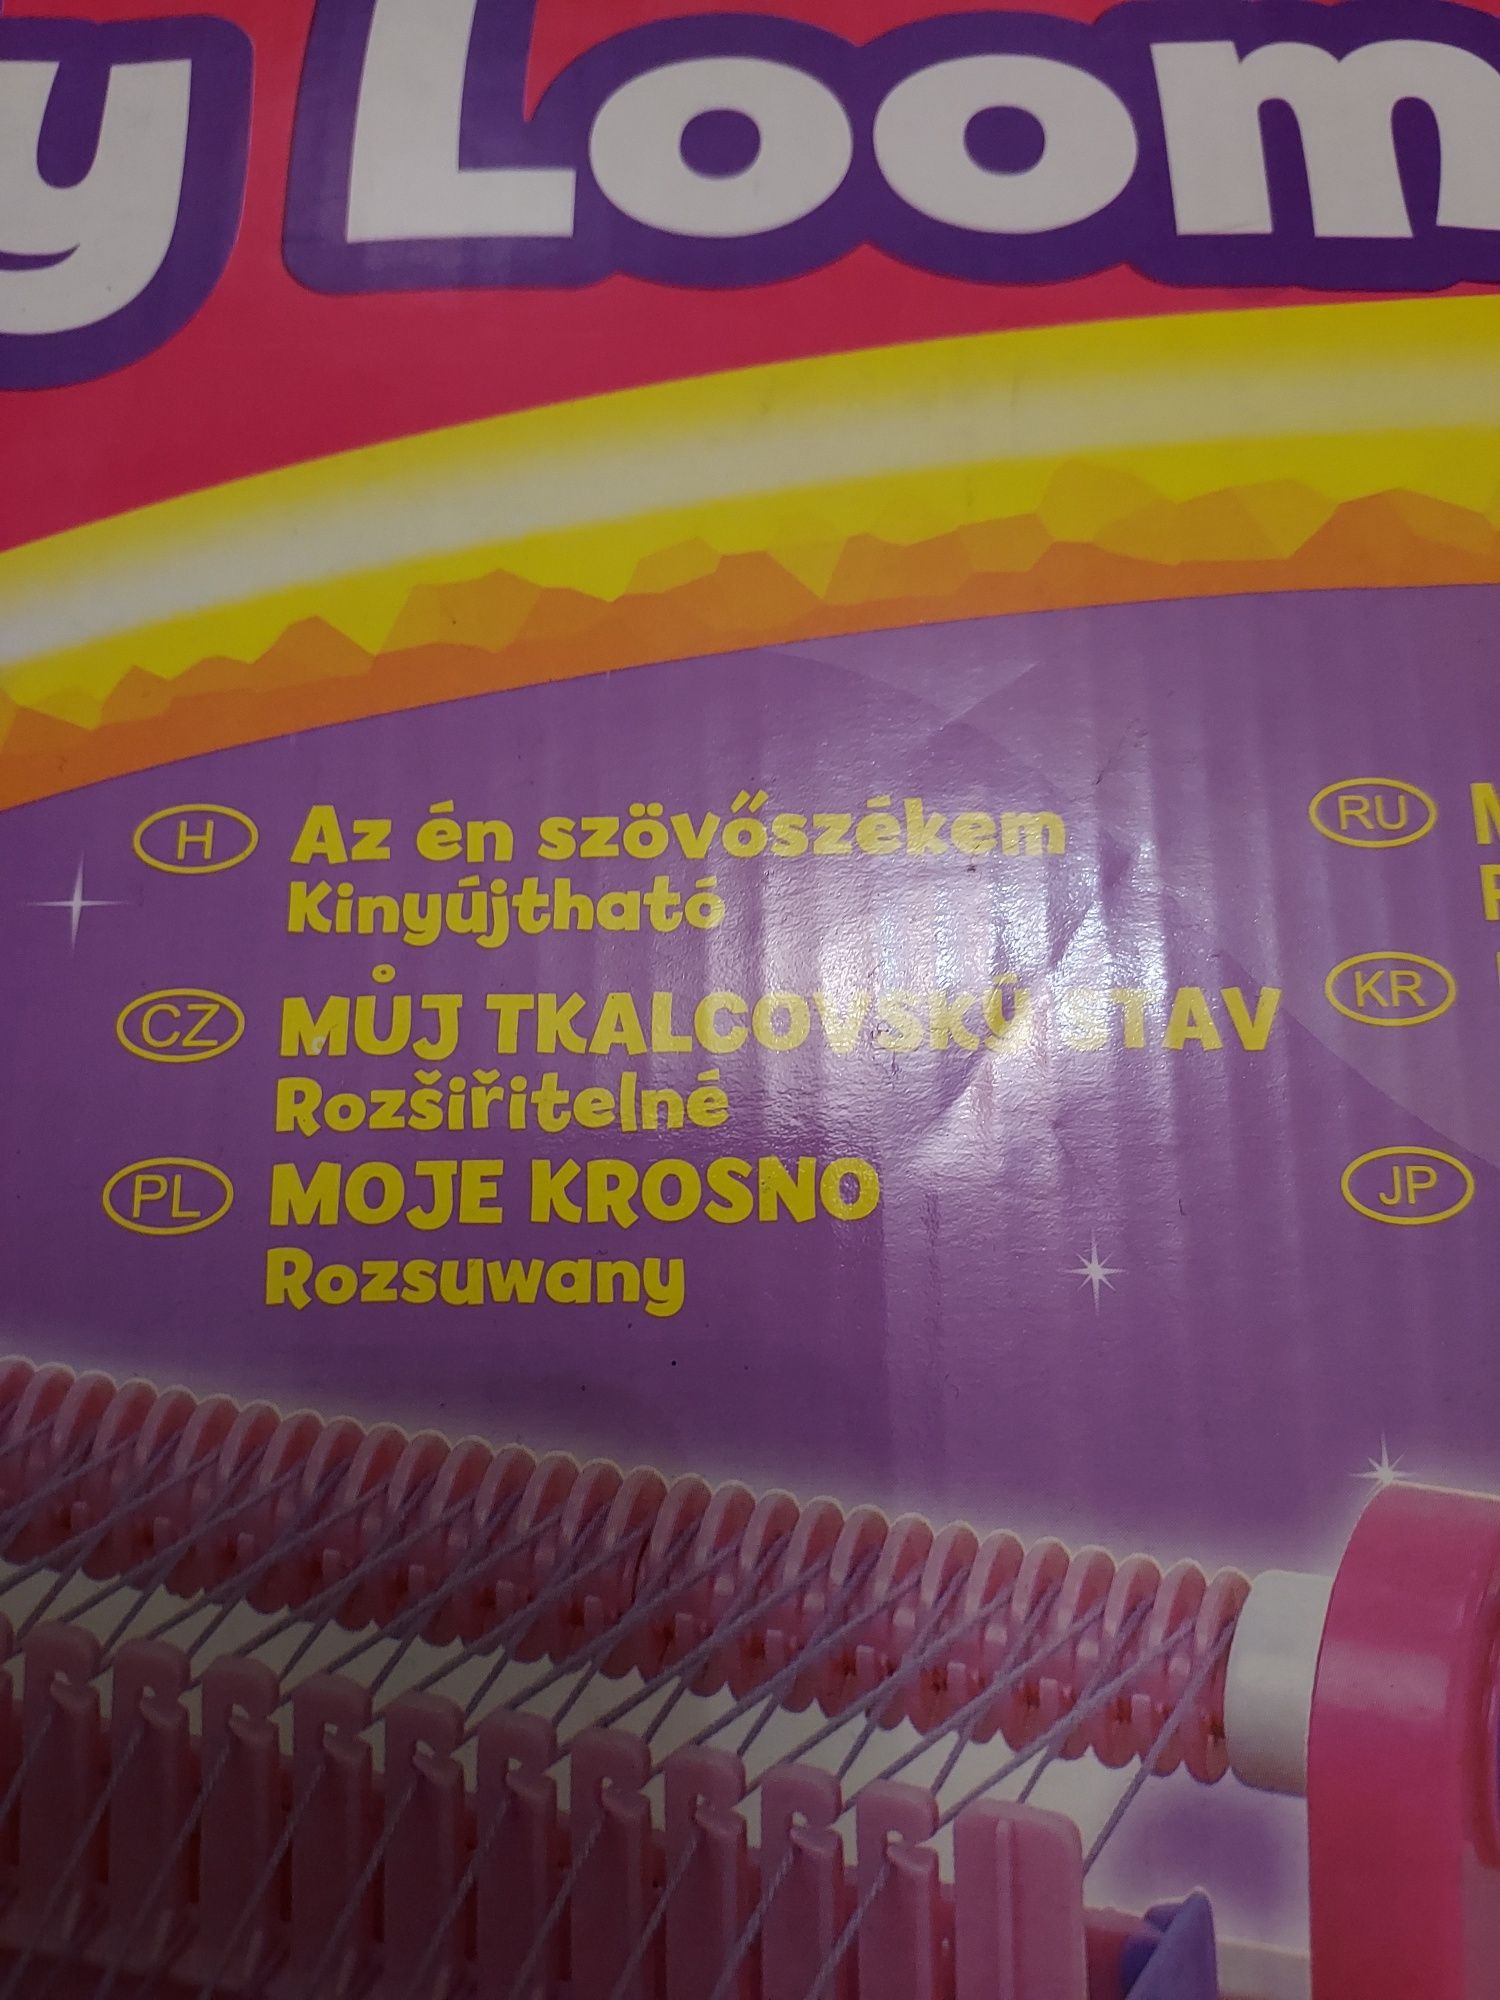 y Loom
H Az én szövőszékem
Kinyújtható
CZ MŮJ TKALCOVSKÝ STAV
Rozšiřitelné
PL MOJE KROSNO
Rozsuwany
RU
KR
JP